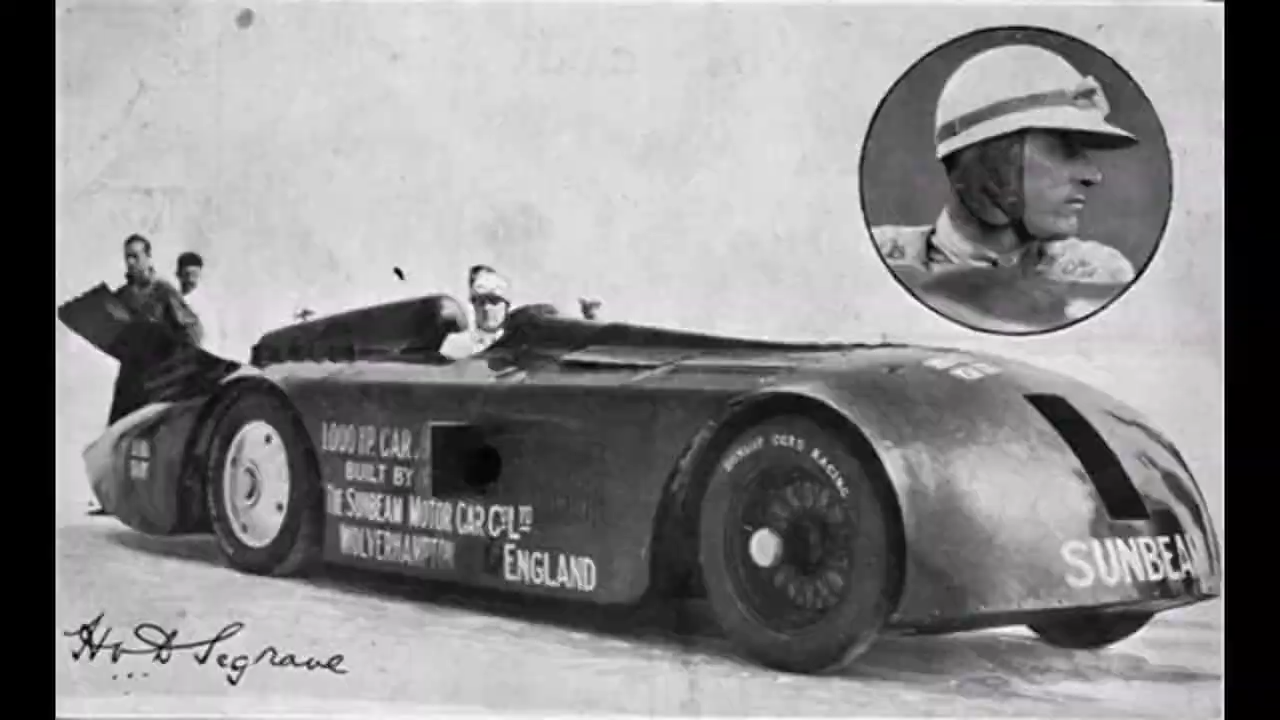 1000 H.P. CAR.
BUILT BY
THE SUNBEAM MOTOR CAR CO LTD
WOLVERHAMPTON
ENGLAND
DUNLOP CORD RACING
SUNBEAM
H O D Segrave